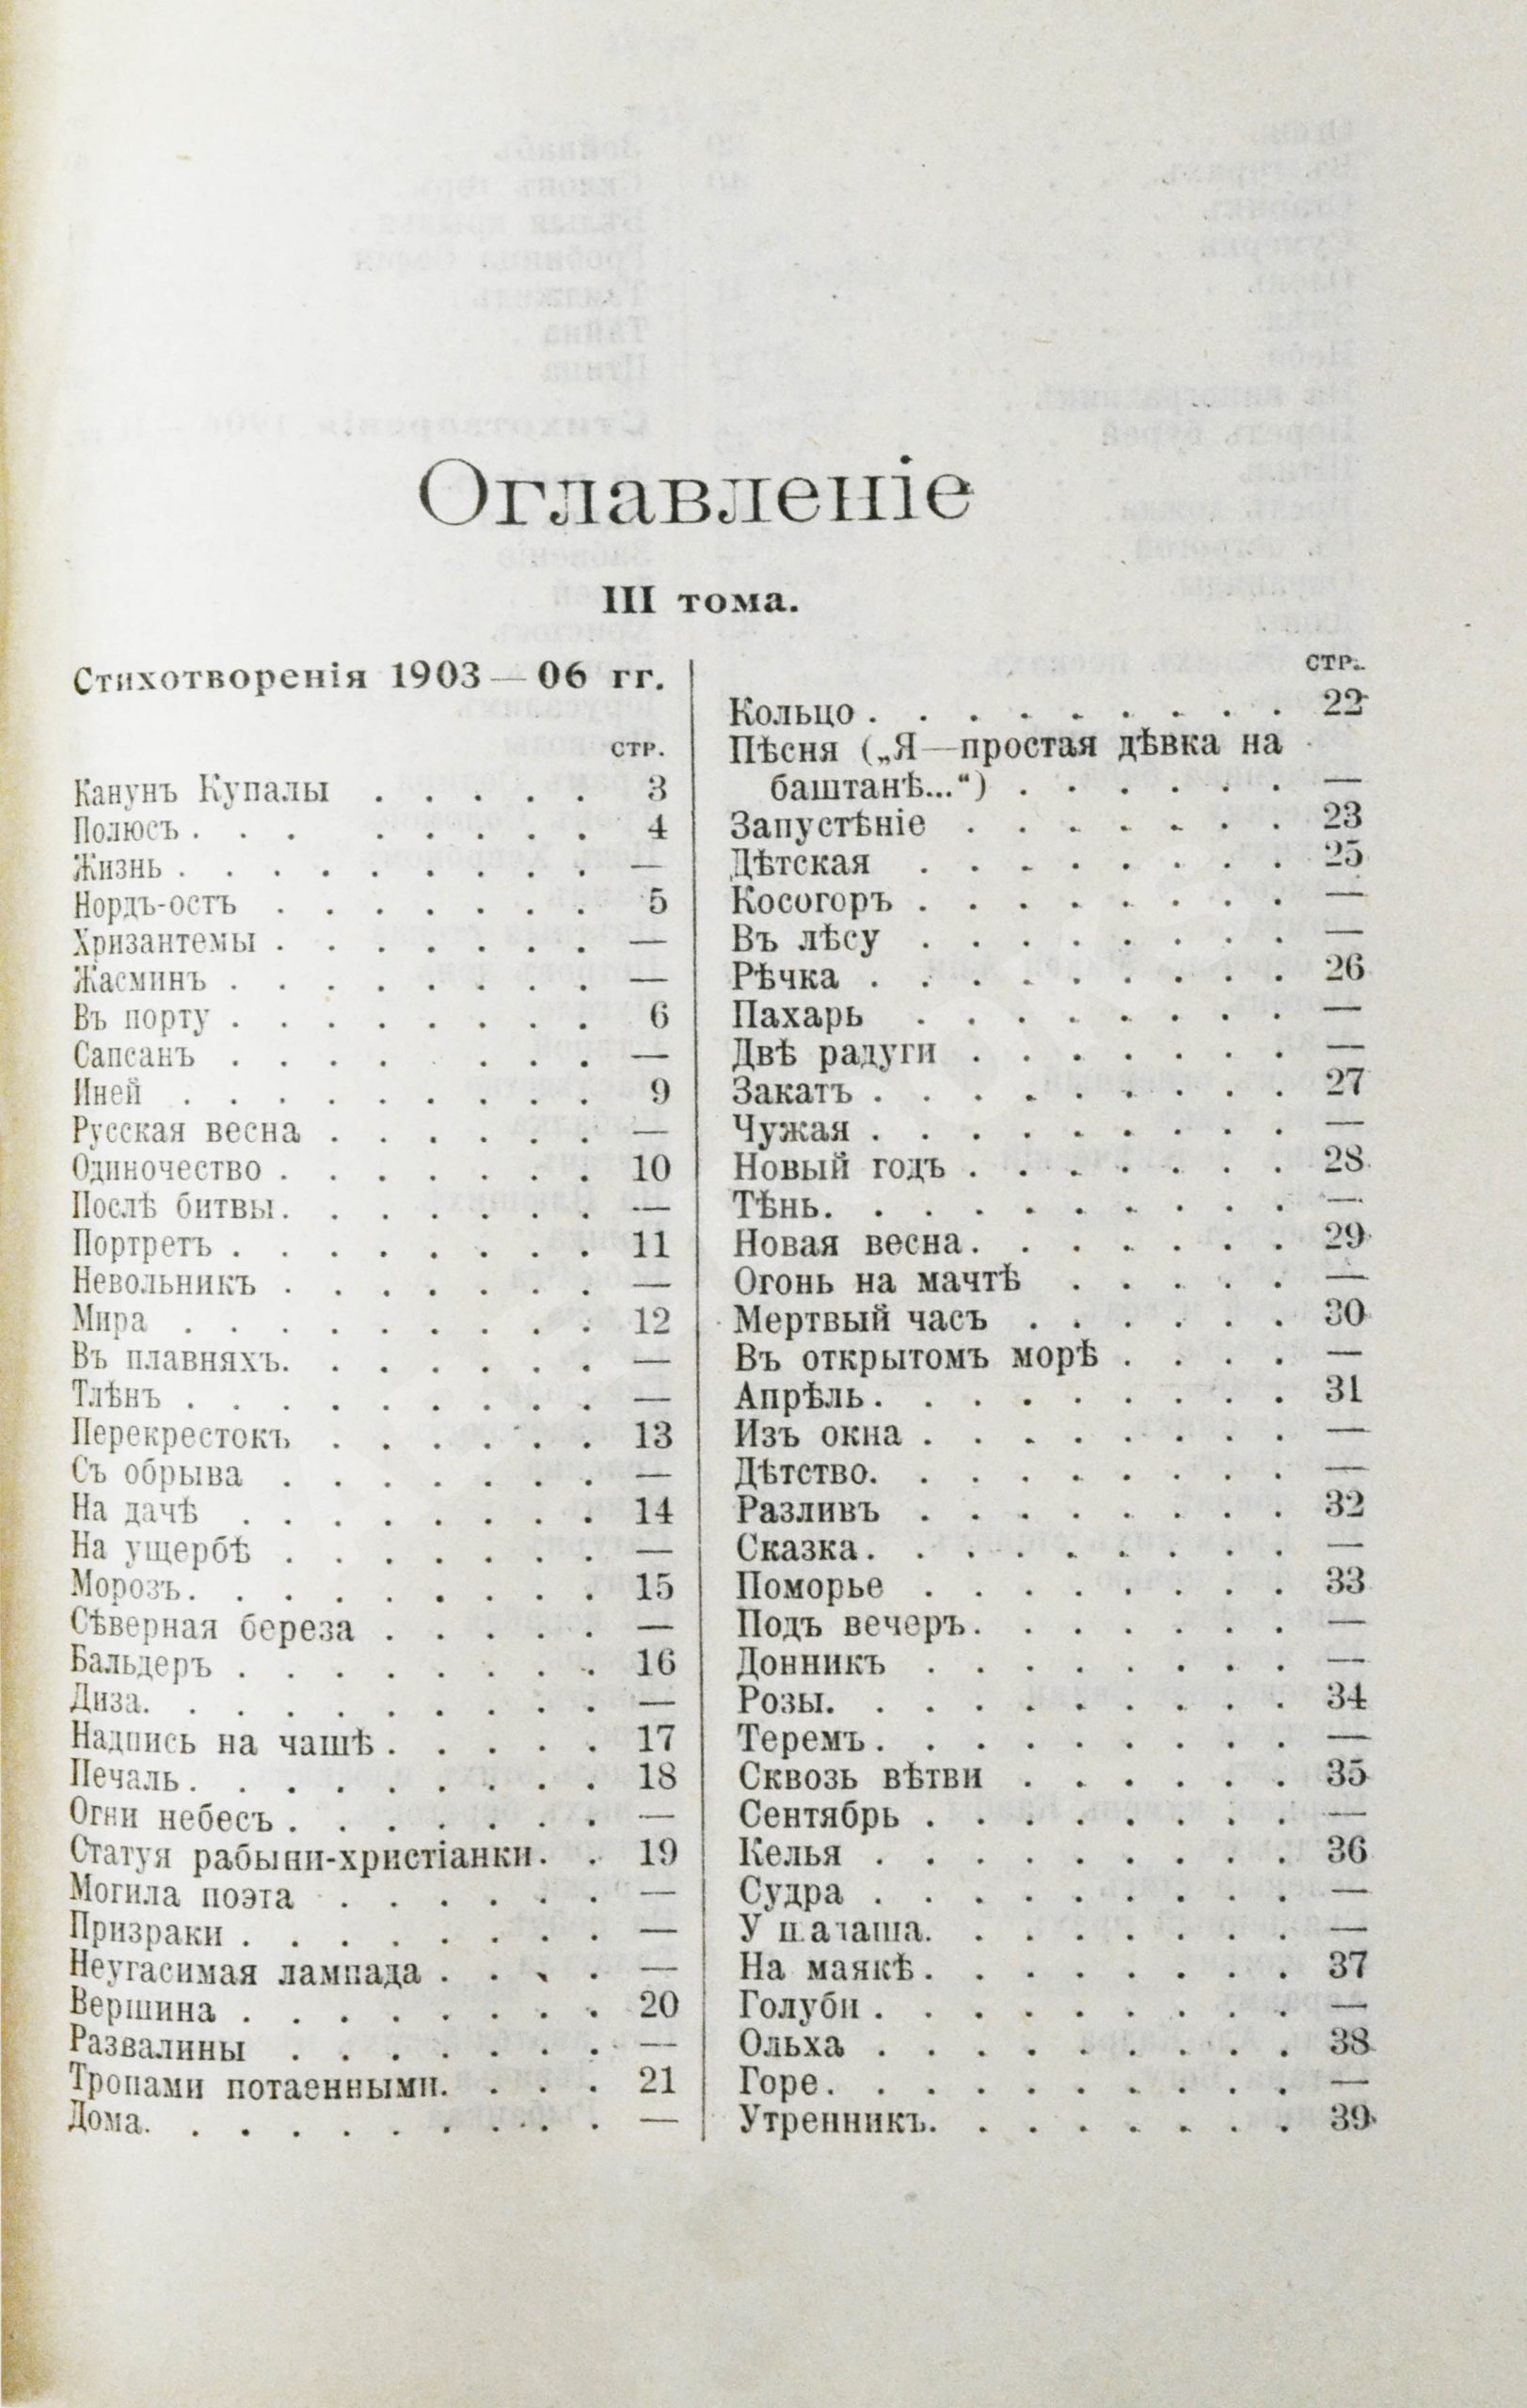 Оглавленіе
III тома.
Стихотворенія 1903—06 гг.
стр.
Канунъ Купалы . . . . . 3
Полюсъ . . . . . . . . 4
Жизнь . . . . . . . . . —
Нордъ-остъ . . . . . . . 5
Хризантемы . . . . . . . —
Жасминъ . . . . . . . . —
Въ порту . . . . . . . . 6
Сапсанъ . . . . . . . —
Иней . . . . . . . . . 9
Русская весна . . . . . . —
Одиночество . . . . . . . 10
Послѣ битвы . . . . . . . —
Портретъ . . . . . . . . 11
Невольникъ . . . . . . . —
Мира . . . . . . . . . 12
Въ плавняхъ . . . . . . . —
Тлѣнъ . . . . . . . . . —
Перекрестокъ . . . . . . 13
Съ обрыва . . . . . . . —
На дачѣ . . . . . . . . 14
На ущербѣ . . . . . . . —
Морозъ . . . . . . . . . 15
Сѣверная береза . . . . . —
Бальдеръ . . . . . . . . 16
Диза . . . . . . . . . . —
Надпись на чашѣ . . . . . 17
Печаль . . . . . . . . . 18
Огни небесъ . . . . . . . —
Статуя рабыни-христіанки . . 19
Могила поэта . . . . . . —
Призраки . . . . . . . . —
Неугасимая лампада . . . . —
Вершина . . . . . . . . 20
Развалины . . . . . . . —
Тропами потаенными . . . . 21
Дома . . . . . . . . . . —
стр.
Кольцо . . . . . . . . . 22
Пѣсня („Я—простая дѣвка на
баштанѣ...“) . . . . . . —
Запустѣніе . . . . . . . 23
Дѣтская . . . . . . . . 25
Косогоръ . . . . . . . . —
Въ лѣсу . . . . . . . . —
Рѣчка . . . . . . . . . 26
Пахарь . . . . . . . . —
Двѣ радуги . . . . . . . —
Закатъ . . . . . . . . . 27
Чужая . . . . . . . . . —
Новый годъ . . . . . . . 28
Тѣнь . . . . . . . . . . —
Новая весна . . . . . . . 29
Огонь на мачтѣ . . . . . —
Мертвый часъ . . . . . . 30
Въ открытомъ морѣ . . . . —
Апрѣль . . . . . . . . . 31
Изъ окна . . . . . . . . —
Дѣтство . . . . . . . . . —
Разливъ . . . . . . . . 32
Сказка . . . . . . . . . —
Поморье . . . . . . . . 33
Подъ вечеръ . . . . . . . —
Донникъ . . . . . . . . —
Розы . . . . . . . . . . 34
Теремъ . . . . . . . . . —
Сквозь вѣтви . . . . . . 35
Сентябрь . . . . . . . . —
Келья . . . . . . . . . 36
Судра . . . . . . . . . —
У шалаша . . . . . . . . —
На маякѣ . . . . . . . . 37
Голуби . . . . . . . . . —
Ольха . . . . . . . . . 38
Горе . . . . . . . . . . —
Утренникъ . . . . . . . . 39